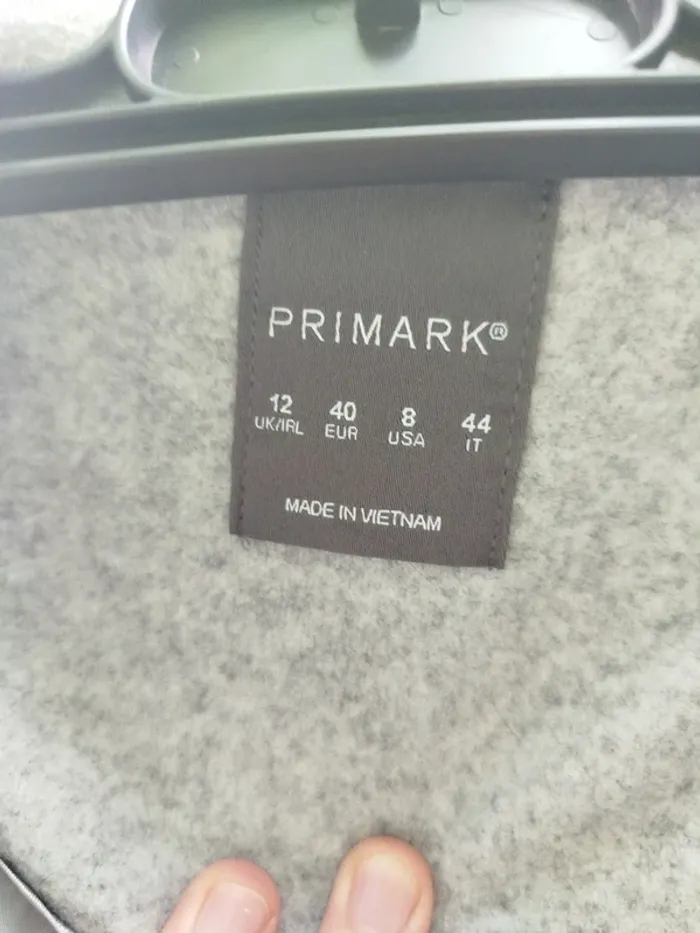 PRIMARK®
12 40 8 44
UK/IRL EUR USA IT
MADE IN VIETNAM